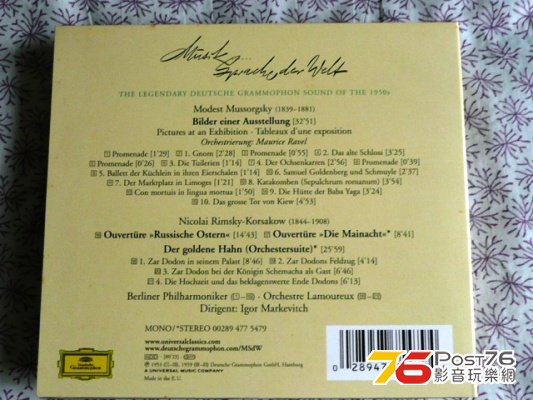 Musik ...
Sprache der Welt
THE LEGENDARY DEUTSCHE GRAMMOPHON SOUND OF THE 1950s
Modest Mussorgsky (1839–1881)
Bilder einer Ausstellung [32'51]
Pictures at an Exhibition · Tableaux d'une exposition
Orchestrierung: Maurice Ravel
1 Promenade [1'29] 2 1. Gnom [2'28] 3 Promenade [0'55] 4 2. Das alte Schloss [3'25]
Promenade [0'26] 3. Die Tuilerien [1'14] 4. Der Ochsenkarren [2'56] Promenade [0'39]
5. Ballett der Küchlein in ihren Eierschalen [1'14] 6. Samuel Goldenberg und Schmuyle [2'37]
7. Der Marktplatz in Limoges [1'21] 8. Katakomben (Sepulchrum romanum) [3'54]
Con mortuis in lingua mortua [1'50] 9. Die Hütte der Baba Yaga [3'24]
10. Das grosse Tor von Kiew [4'53]
Nicolai Rimsky-Korsakow (1844–1908)
Ouvertüre »Russische Ostern« [14'43] Ouvertüre »Die Mainacht«* [8'41]
Der goldene Hahn (Orchestersuite)* [25'59]
1. Zar Dodon in seinem Palast [8'46] 2. Zar Dodons Feldzug [4'14]
3. Zar Dodon bei der Königin Schemacha als Gast [6'46]
4. Die Hochzeit und das beklagenswerte Ende Dodons [6'13]
Berliner Philharmoniker · Orchestre Lamoureux
Dirigent: Igor Markevitch
MONO/*STEREO 00289 477 5479
www.universalclassics.com
www.deutschegrammophon.com/MSdW
Deutsche Grammophon GmbH, Hamburg
A UNIVERSAL MUSIC COMPANY
Made in the E.U.
Deutsche
Grammophon
0 28947
76 Post76
影音玩樂網